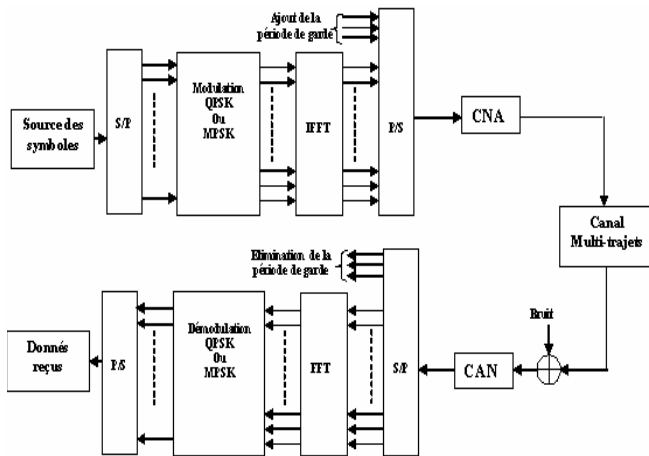 Ajout de la
période de garde
Source des
symboles
S/P
Modulation
QPSK
Ou
MPSK
IFFT
P/S
CNA
Canal
Multi-trajets
Elimination de la
période de garde
Bruit
Donnés
reçus
P/S
Démodulation
QPSK
Ou
MPSK
FFT
S/P
CAN